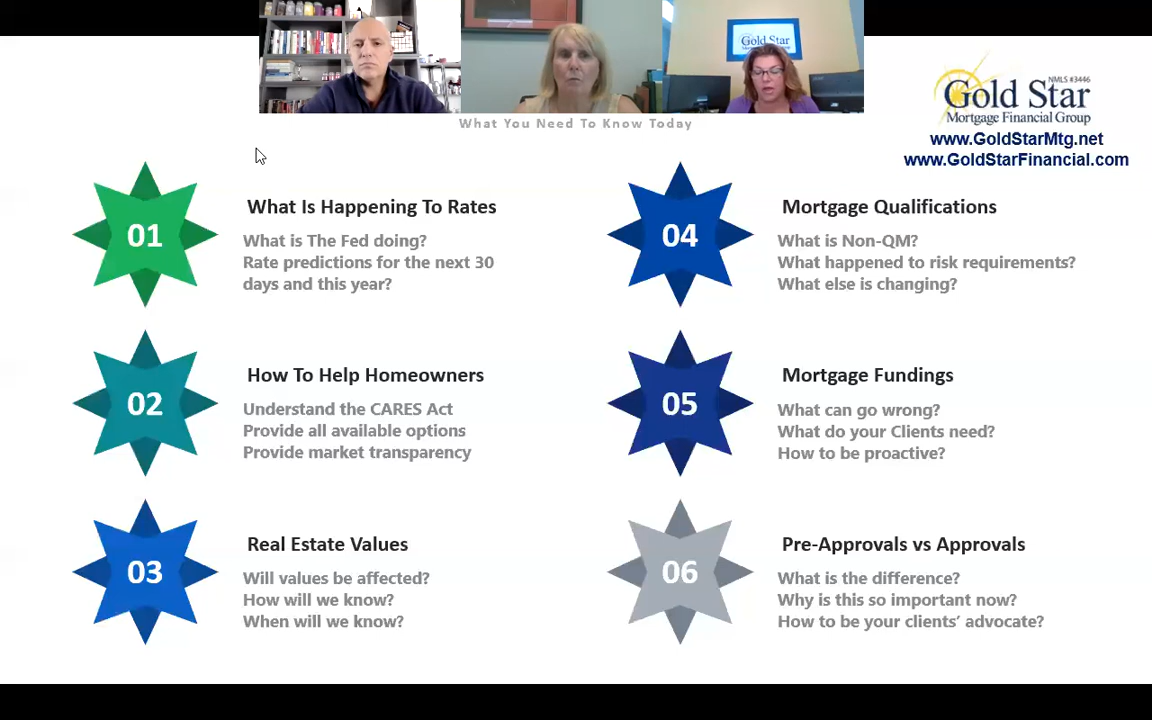 Gold Star
NMLS #3446
Gold Star
Mortgage Financial Group
www.GoldStarMtg.net
www.GoldStarFinancial.com
What You Need To Know Today
01
What Is Happening To Rates
What is The Fed doing?
Rate predictions for the next 30
days and this year?
02
How To Help Homeowners
Understand the CARES Act
Provide all available options
Provide market transparency
03
Real Estate Values
Will values be affected?
How will we know?
When will we know?
04
Mortgage Qualifications
What is Non-QM?
What happened to risk requirements?
What else is changing?
05
Mortgage Fundings
What can go wrong?
What do your Clients need?
How to be proactive?
06
Pre-Approvals vs Approvals
What is the difference?
Why is this so important now?
How to be your clients’ advocate?